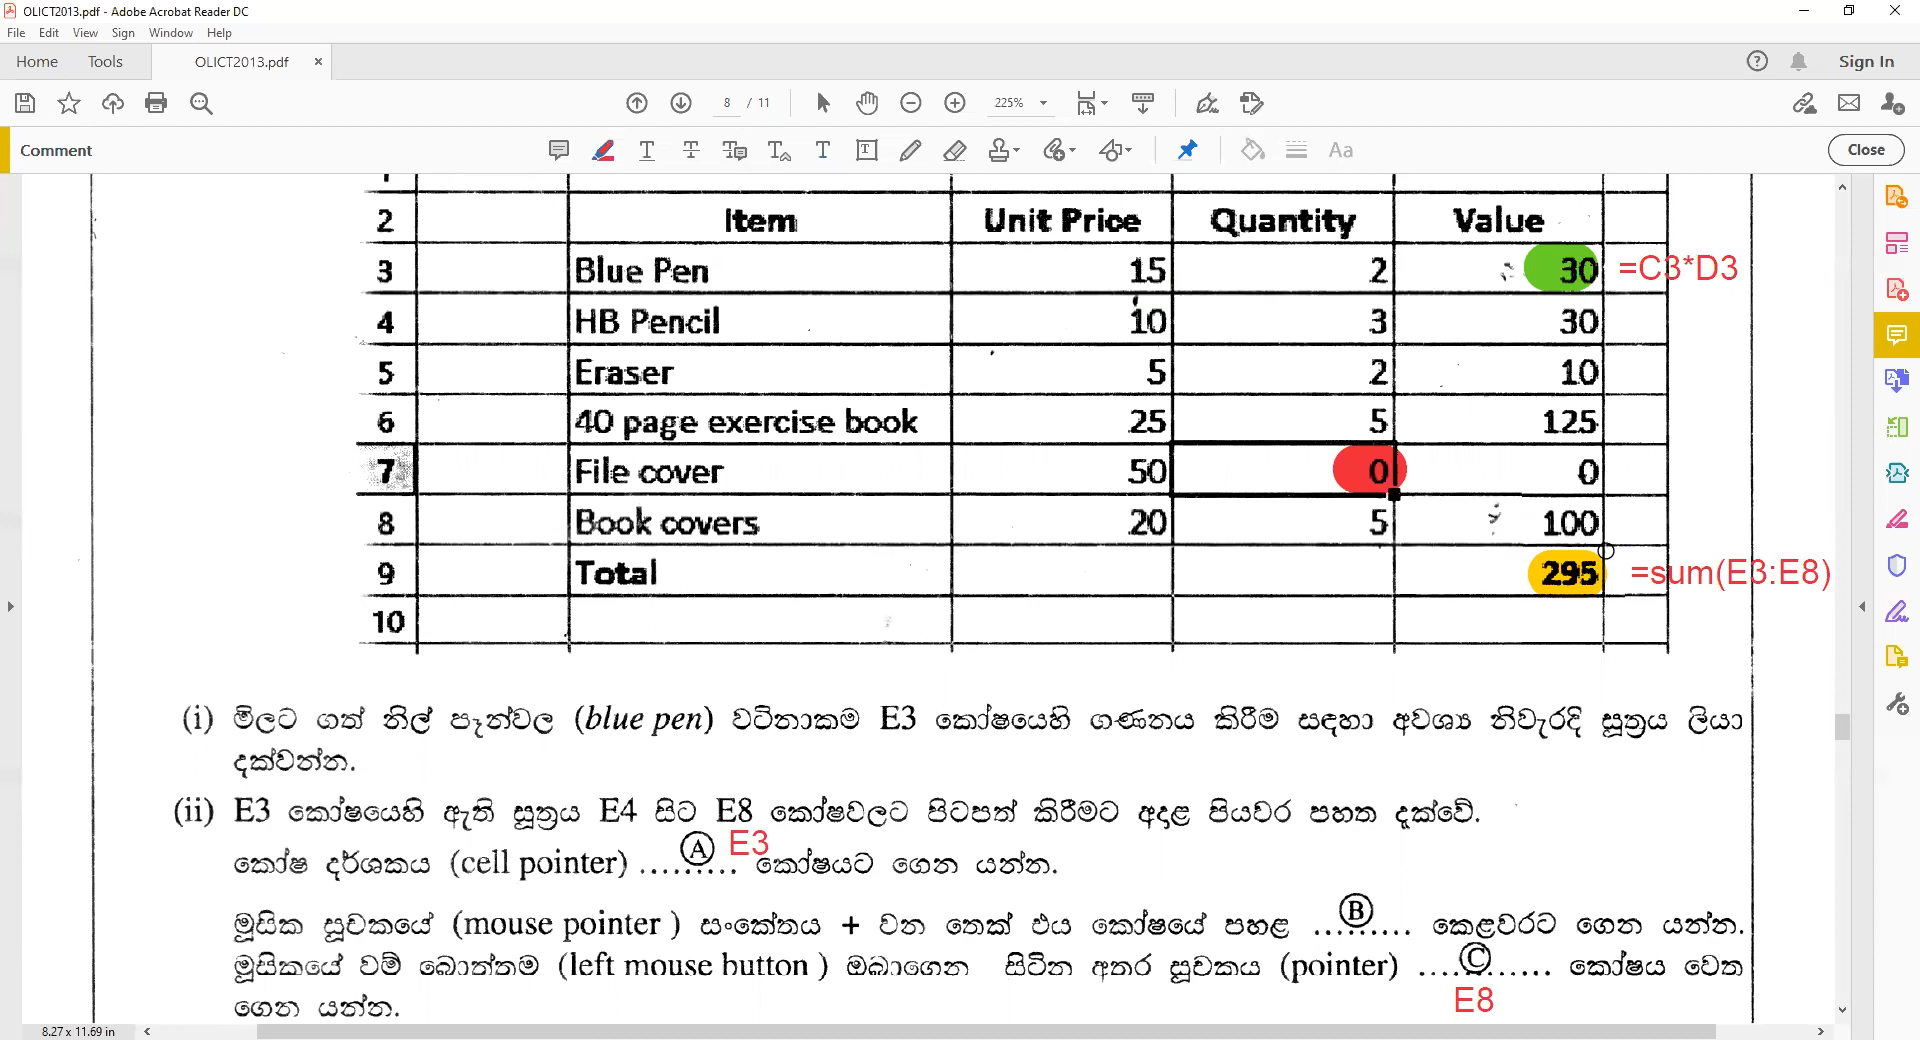 OLICT2013.pdf - Adobe Acrobat Reader DC
File Edit View Sign Window Help
Home Tools OLICT2013.pdf × Sign In
8 / 11 225%
Comment Close
2 Item Unit Price Quantity Value
3 Blue Pen 15 2 30 =C3*D3
4 HB Pencil 10 3 30
5 Eraser 5 2 10
6 40 page exercise book 25 5 125
7 File cover 50 0 0
8 Book covers 20 5 100
9 Total 295 =sum(E3:E8)
10
(i) මිලට ගත් නිල් පෑන්වල (blue pen) වටිනාකම E3 කෝෂයෙහි ගණනය කිරීම සඳහා අවශ්‍ය නිවැරදි සූත්‍රය ලියා
දක්වන්න.
(ii) E3 කෝෂයෙහි ඇති සූත්‍රය E4 සිට E8 කෝෂවලට පිටපත් කිරීමට අදාළ පියවර පහත දැක්වේ.
Ⓐ E3
කෝෂ දර්ශකය (cell pointer) ......... කෝෂයට ගෙන යන්න.
Ⓑ
මූසික සූචකයේ (mouse pointer ) සංකේතය + වන තෙක් එය කෝෂයේ පහළ ......... කෙළවරට ගෙන යන්න.
Ⓒ
මූසිකයේ වම් බොත්තම (left mouse button ) ඔබාගෙන සිටින අතර සූචකය (pointer) ............ කෝෂය වෙත
E8
ගෙන යන්න.
8.27 x 11.69 in